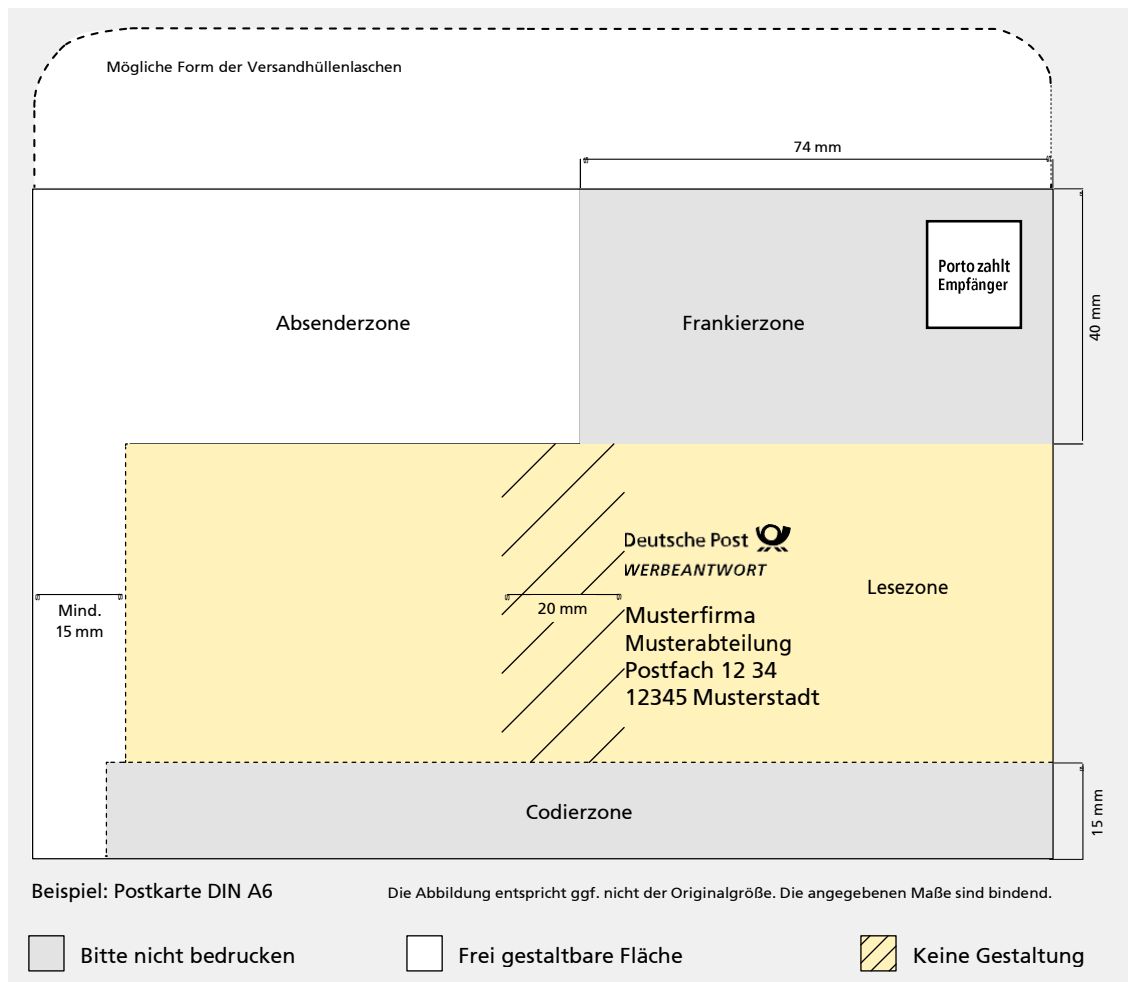 Mögliche Form der Versandhüllenlaschen
74 mm
Porto zahlt
Empfänger
Absenderzone
Frankierzone
40 mm
Deutsche Post
WERBEANTWORT
Lesezone
Mind.
15 mm
20 mm
Musterfirma
Musterabteilung
Postfach 12 34
12345 Musterstadt
Codierzone
15 mm
Beispiel: Postkarte DIN A6
Die Abbildung entspricht ggf. nicht der Originalgröße. Die angegebenen Maße sind bindend.
Bitte nicht bedrucken
Frei gestaltbare Fläche
Keine Gestaltung